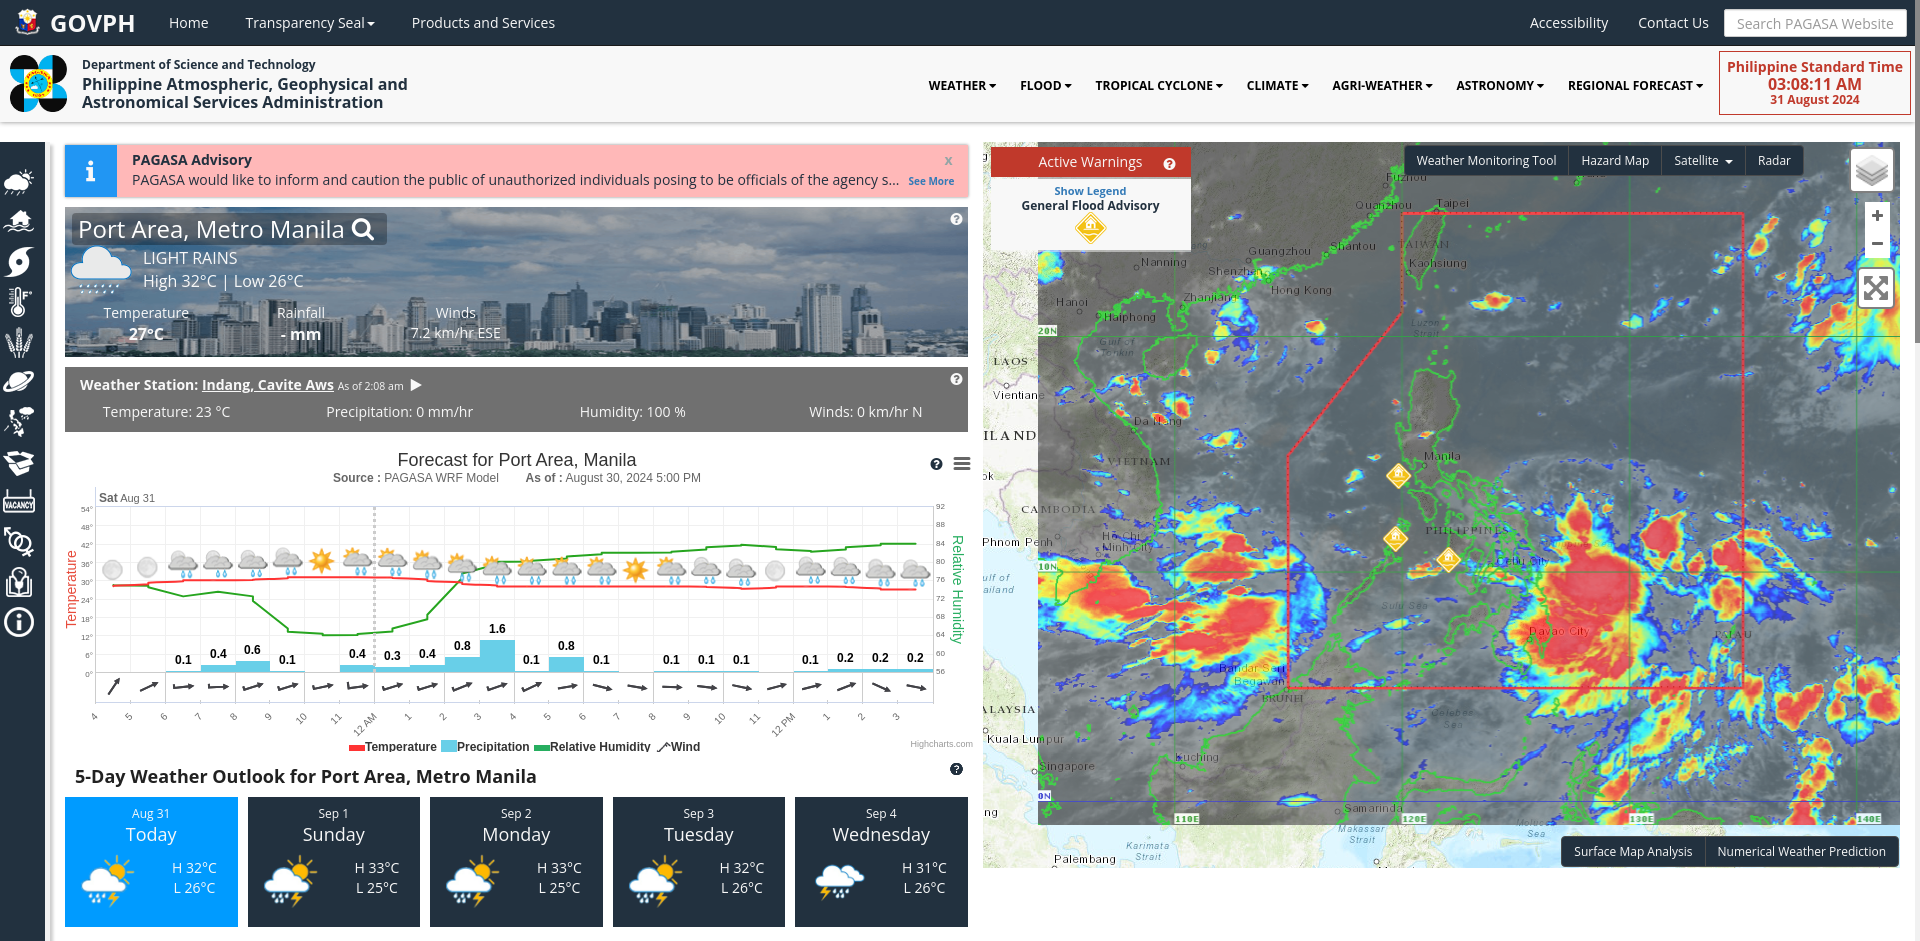 GOVPH
Home
Transparency Seal
Products and Services
Accessibility
Contact Us
Search PAGASA Website
Department of Science and Technology
Philippine Atmospheric, Geophysical and
Astronomical Services Administration
WEATHER
FLOOD
TROPICAL CYCLONE
CLIMATE
AGRI-WEATHER
ASTRONOMY
REGIONAL FORECAST
Philippine Standard Time
03:08:11 AM
31 August 2024
VACANCY
PAGASA Advisory
x
PAGASA would like to inform and caution the public of unauthorized individuals posing to be officials of the agency s...
See More
Port Area, Metro Manila
LIGHT RAINS
High 32°C | Low 26°C
Temperature
Rainfall
Winds
27°C
- mm
7.2 km/hr ESE
Weather Station: Indang, Cavite Aws As of 2:08 am
Temperature: 23 °C
Precipitation: 0 mm/hr
Humidity: 100 %
Winds: 0 km/hr N
Forecast for Port Area, Manila
Source : PAGASA WRF Model
As of : August 30, 2024 5:00 PM
Sat Aug 31
54°
48°
42°
36°
30°
24°
18°
12°
6°
0°
Temperature
92
88
84
80
76
72
68
64
60
56
Relative Humidity
0.1 0.4 0.6 0.1 0.4 0.3 0.4 0.8 1.6 0.1 0.8 0.1 0.1 0.1 0.1 0.1 0.2 0.2 0.2
4 5 6 7 8 9 10 11 12 AM 1 2 3 4 5 6 7 8 9 10 11 12 PM 1 2 3
Temperature
Precipitation
Relative Humidity
Wind
Highcharts.com
5-Day Weather Outlook for Port Area, Metro Manila
Aug 31
Today
H 32°C
L 26°C
Sep 1
Sunday
H 33°C
L 25°C
Sep 2
Monday
H 33°C
L 25°C
Sep 3
Tuesday
H 32°C
L 26°C
Sep 4
Wednesday
H 31°C
L 26°C
Active Warnings
Show Legend
General Flood Advisory
Weather Monitoring Tool
Hazard Map
Satellite
Radar
+
−
Fuzhou
Quanzhou
Taipei
TAIWAN
Guangzhou
Shantou
Nanning
Shenzhen
Kaohsiung
Zhanjiang
Hong Kong
Hanoi
Haiphong
20N
Luzon
Strait
Gulf of
Tonkin
LAOS
Vientiane
Da Nang
ILAND
VIETNAM
Manila
ok
CAMBODIA
PHILIPPINES
Phnom Penh
Ho Chi
Minh City
Cebu City
10N
ulf of
ailand
Sulu Sea
Davao City
PALAU
Bandar Seri
Begawan
BRUNEI
ALAYSIA
Celebes
Sea
Kuala Lumpur
Kuching
Singapore
0N
ng
Samarinda
110E
120E
130E
140E
Makassar
Strait
Sea
Karimata
Strait
Palembang
Surface Map Analysis
Numerical Weather Prediction